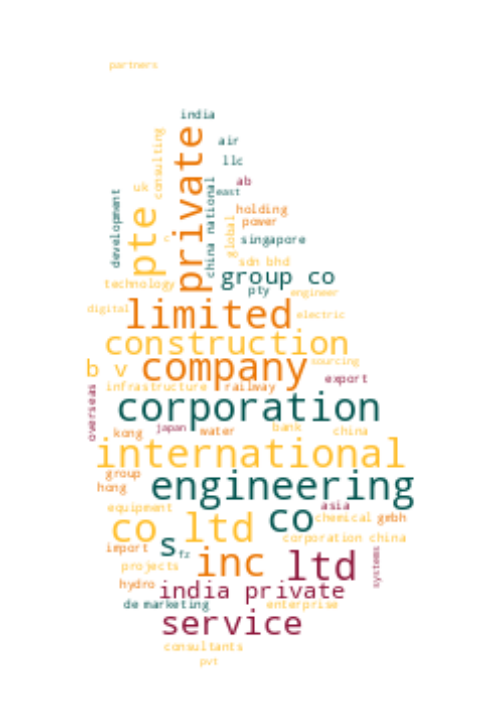 partners
india
air
private
consulting
llc
ab
uk
east
development
pte
china national
holding
power
global
c
singapore
sdn bhd
group co
technology
pty
engineer
digital
limited
electric
construction
sourcing
b v
company
export
infrastructure
railway
overseas
corporation
kong
japan
water
bank
china
international
group
hong
engineering
equipment
asia
co
chemical
gmbh
co ltd
corporation china
s
import
fz
inc
ltd
systems
projects
hydro
india private
de
marketing
enterprise
service
consultants
pvt